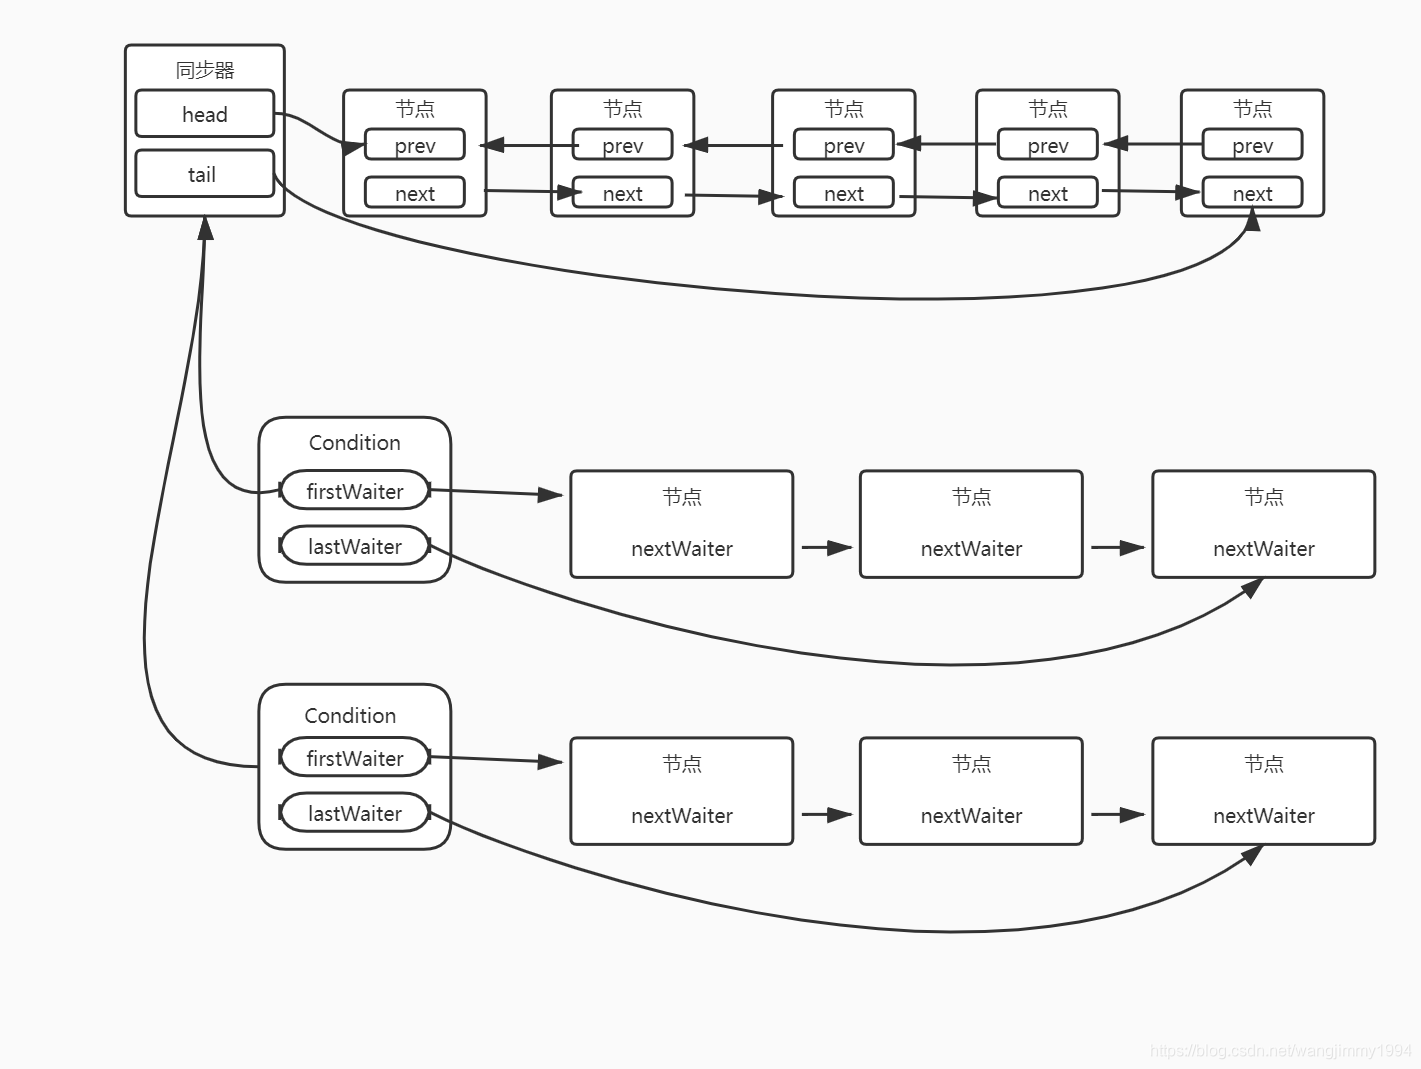 同步器
head
tail
节点
prev
next
节点
prev
next
节点
prev
next
节点
prev
next
节点
prev
next
Condition
firstWaiter
lastWaiter
节点
nextWaiter
节点
nextWaiter
节点
nextWaiter
Condition
firstWaiter
lastWaiter
节点
nextWaiter
节点
nextWaiter
节点
nextWaiter
https://blog.csdn.net/wangjimmy1994